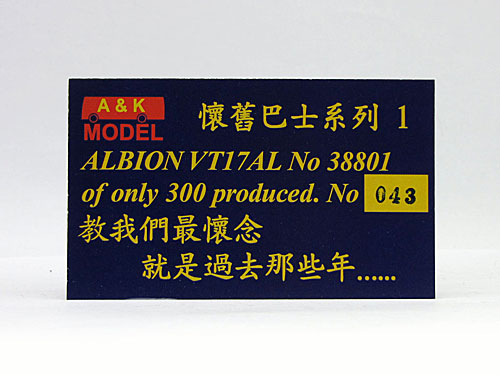 A & K
MODEL
懷舊巴士系列 1
ALBION VT17AL No 38801
of only 300 produced. No 043
教我們最懷念
就是過去那些年......